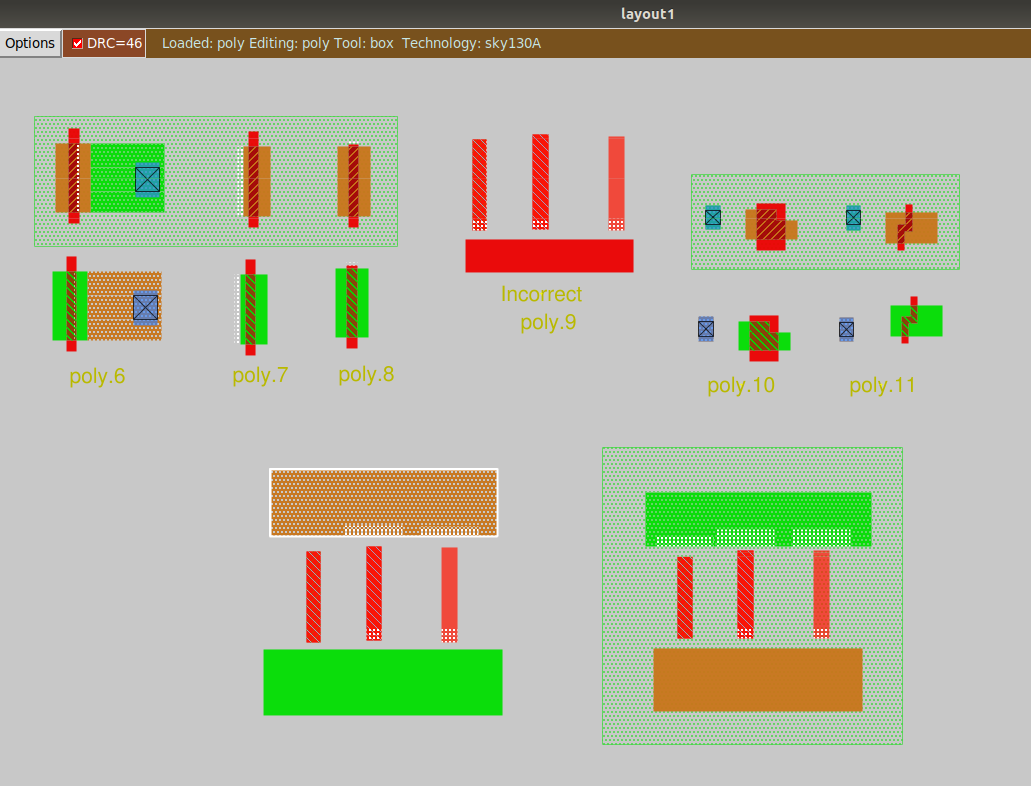 layout1
Options DRC=46 Loaded: poly Editing: poly Tool: box Technology: sky130A
Incorrect
poly.9
poly.6 poly.7 poly.8
poly.10 poly.11